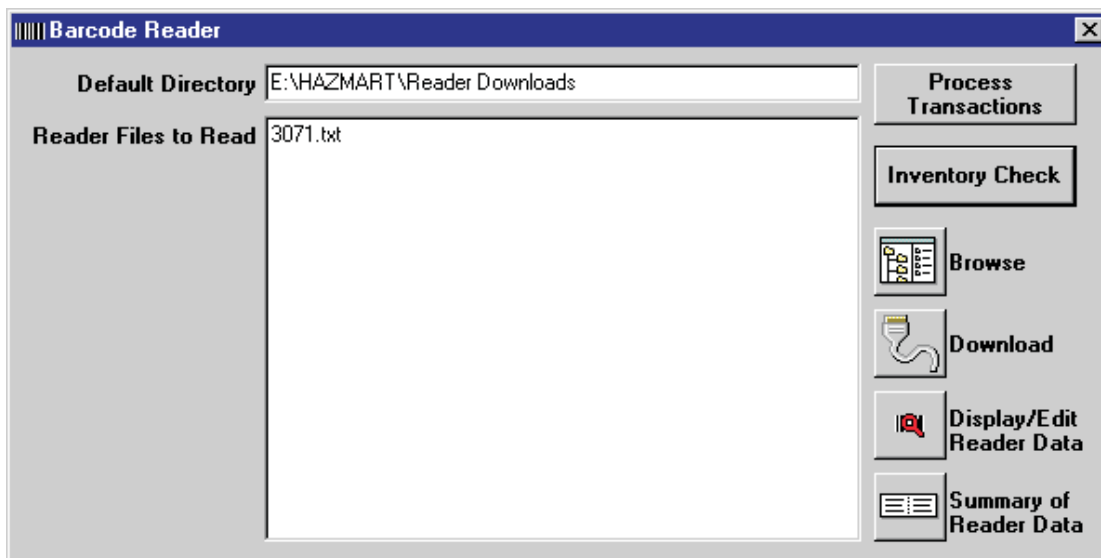 Barcode Reader
Default Directory E:\HAZMART\Reader Downloads
Reader Files to Read 3071.txt
Process
Transactions
Inventory Check
Browse
Download
Display/Edit
Reader Data
Summary of
Reader Data